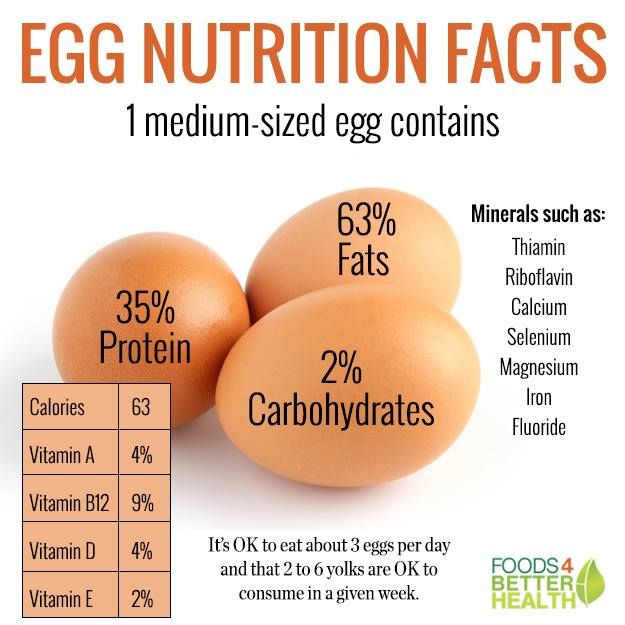 EGG NUTRITION FACTS
1 medium-sized egg contains
63%
Fats
35%
Protein
2%
Carbohydrates
Minerals such as:
Thiamin
Riboflavin
Calcium
Selenium
Magnesium
Iron
Fluoride
Calories 63
Vitamin A 4%
Vitamin B12 9%
Vitamin D 4%
Vitamin E 2%
It's OK to eat about 3 eggs per day
and that 2 to 6 yolks are OK to
consume in a given week.
FOODS4
BETTER
HEALTH